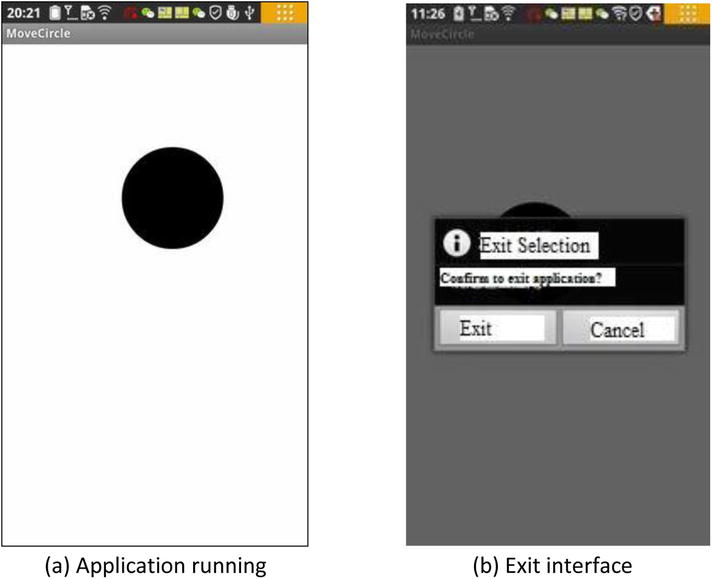 20:21
MoveCircle
11:26
MoveCircle
Exit Selection
Confirm to exit application?
Exit
Cancel
(a) Application running
(b) Exit interface